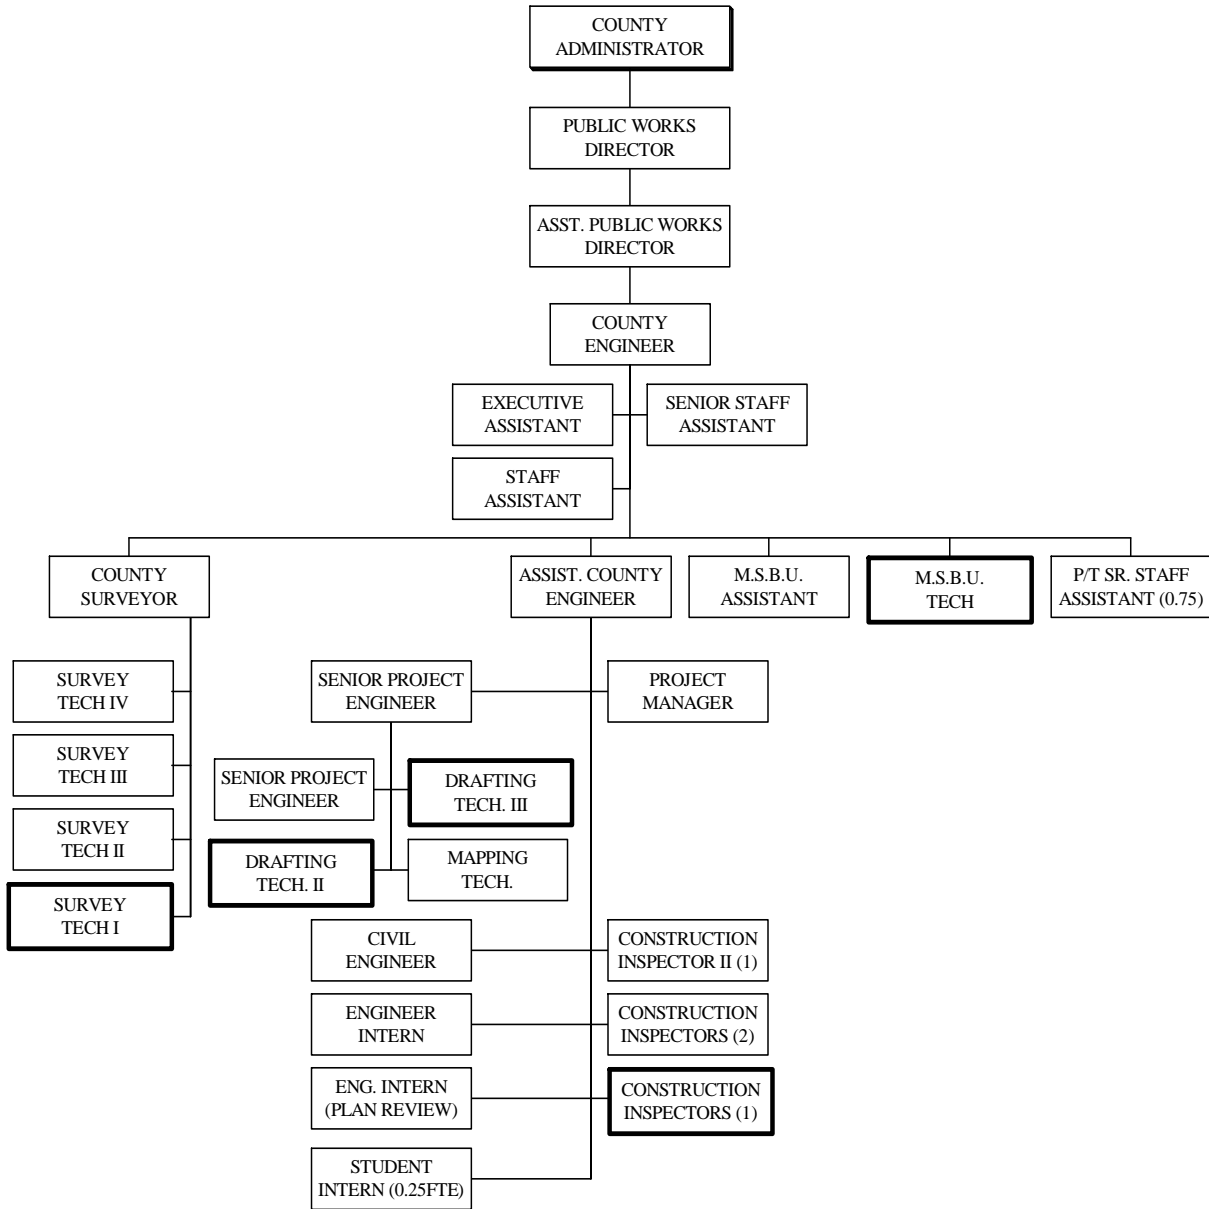 COUNTY
ADMINISTRATOR
PUBLIC WORKS
DIRECTOR
ASST. PUBLIC WORKS
DIRECTOR
COUNTY
ENGINEER
EXECUTIVE
ASSISTANT
SENIOR STAFF
ASSISTANT
STAFF
ASSISTANT
COUNTY
SURVEYOR
ASSIST. COUNTY
ENGINEER
M.S.B.U.
ASSISTANT
M.S.B.U.
TECH
P/T SR. STAFF
ASSISTANT (0.75)
SURVEY
TECH IV
SURVEY
TECH III
SURVEY
TECH II
SURVEY
TECH I
SENIOR PROJECT
ENGINEER
PROJECT
MANAGER
SENIOR PROJECT
ENGINEER
DRAFTING
TECH. III
DRAFTING
TECH. II
MAPPING
TECH.
CIVIL
ENGINEER
CONSTRUCTION
INSPECTOR II (1)
ENGINEER
INTERN
CONSTRUCTION
INSPECTORS (2)
ENG. INTERN
(PLAN REVIEW)
CONSTRUCTION
INSPECTORS (1)
STUDENT
INTERN (0.25FTE)